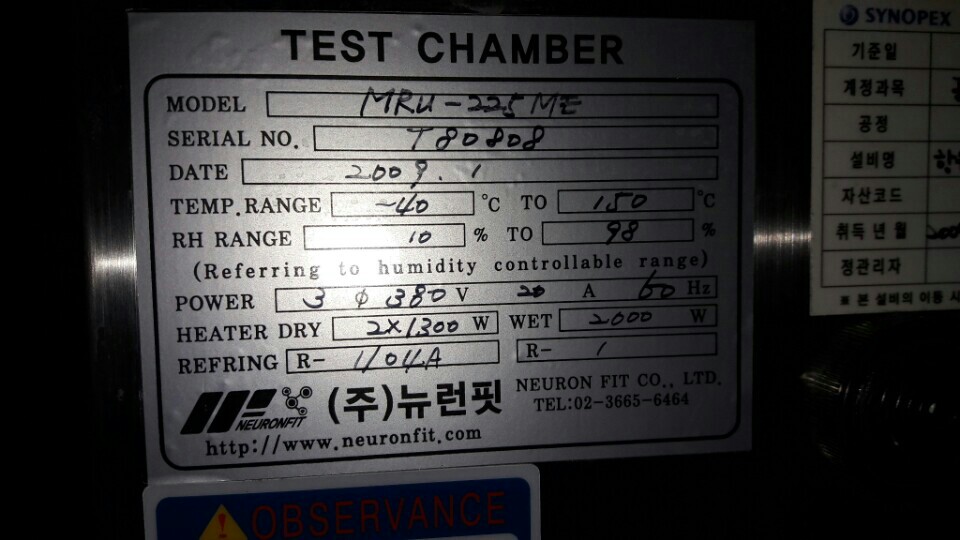 TEST CHAMBER
MODEL MRU-225ME
SERIAL NO. T80808
DATE 2009.1
TEMP.RANGE -40 °C TO 150 °C
RH RANGE 10 % TO 98 %
(Referring to humidity controllable range)
POWER 3 φ 380 V 20 A 60 Hz
HEATER DRY 2X1300 W WET 2000 W
REFRING R- 1/04A R- /
NEURONFIT
(주)뉴런핏
NEURON FIT CO., LTD.
TEL:02-3665-6464
http://www.neuronfit.com
OBSERVANCE
SYNOPEX
기준일
계정과목
공정
설비명
자산코드
취득 년 월
정관리자
※ 본 설비의 이동